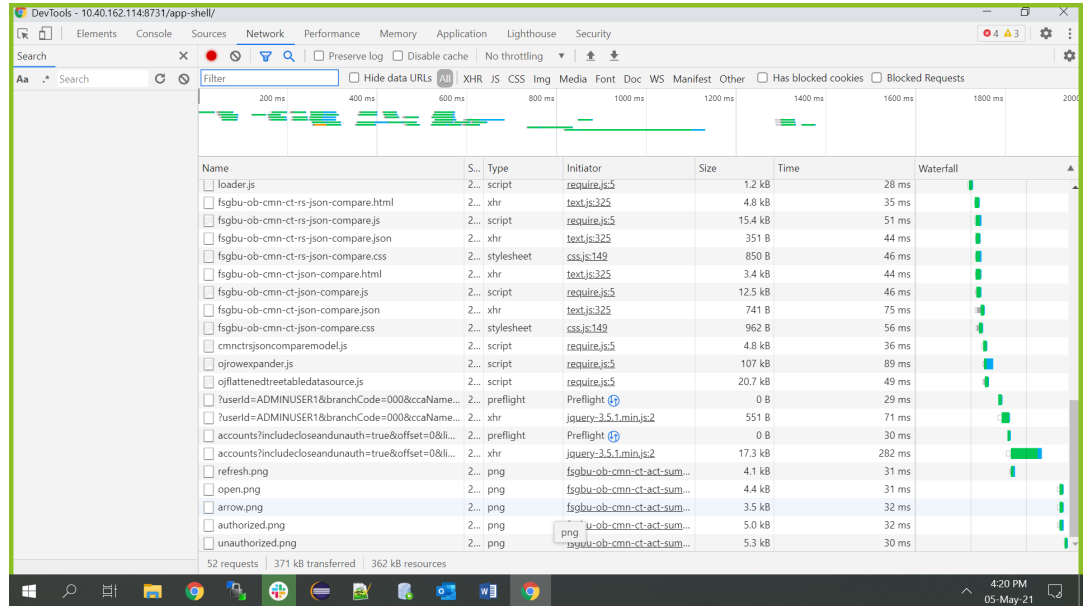 DevTools - 10.40.162.114:8731/app-shell/
Elements Console Sources Network Performance Memory Application Lighthouse Security 4 3
Search Preserve log Disable cache No throttling
Aa .* Search Filter Hide data URLs All XHR JS CSS Img Media Font Doc WS Manifest Other Has blocked cookies Blocked Requests
200 ms 400 ms 600 ms 800 ms 1000 ms 1200 ms 1400 ms 1600 ms 1800 ms 2000
Name S... Type Initiator Size Time Waterfall
loader.js 2... script require.js:5 1.2 kB 28 ms
fsgbu-ob-cmn-ct-rs-json-compare.html 2... xhr text.js:325 4.8 kB 35 ms
fsgbu-ob-cmn-ct-rs-json-compare.js 2... script require.js:5 15.4 kB 51 ms
fsgbu-ob-cmn-ct-rs-json-compare.json 2... xhr text.js:325 351 B 44 ms
fsgbu-ob-cmn-ct-rs-json-compare.css 2... stylesheet css.js:149 850 B 46 ms
fsgbu-ob-cmn-ct-json-compare.html 2... xhr text.js:325 3.4 kB 44 ms
fsgbu-ob-cmn-ct-json-compare.js 2... script require.js:5 12.5 kB 46 ms
fsgbu-ob-cmn-ct-json-compare.json 2... xhr text.js:325 741 B 75 ms
fsgbu-ob-cmn-ct-json-compare.css 2... stylesheet css.js:149 962 B 56 ms
cmnctrsjsoncomparemodel.js 2... script require.js:5 4.8 kB 36 ms
ojrowexpander.js 2... script require.js:5 107 kB 89 ms
ojflattenedtreetabledatasource.js 2... script require.js:5 20.7 kB 49 ms
?userId=ADMINUSER1&branchCode=000&ccaName... 2... preflight Preflight 0 B 29 ms
?userId=ADMINUSER1&branchCode=000&ccaName... 2... xhr jquery-3.5.1.min.js:2 551 B 71 ms
accounts?includecloseandunauth=true&offset=0&li... 2... preflight Preflight 0 B 30 ms
accounts?includecloseandunauth=true&offset=0&li... 2... xhr jquery-3.5.1.min.js:2 17.3 kB 282 ms
refresh.png 2... png fsgbu-ob-cmn-ct-act-sum... 4.1 kB 31 ms
open.png 2... png fsgbu-ob-cmn-ct-act-sum... 4.4 kB 31 ms
arrow.png 2... png fsgbu-ob-cmn-ct-act-sum... 3.5 kB 32 ms
authorized.png 2... png -ob-cmn-ct-act-sum... 5.0 kB 32 ms
png
unauthorized.png 2... png -ob-cmn-ct-act-sum... 5.3 kB 30 ms
52 requests 371 kB transferred 362 kB resources
4:20 PM
05-May-21